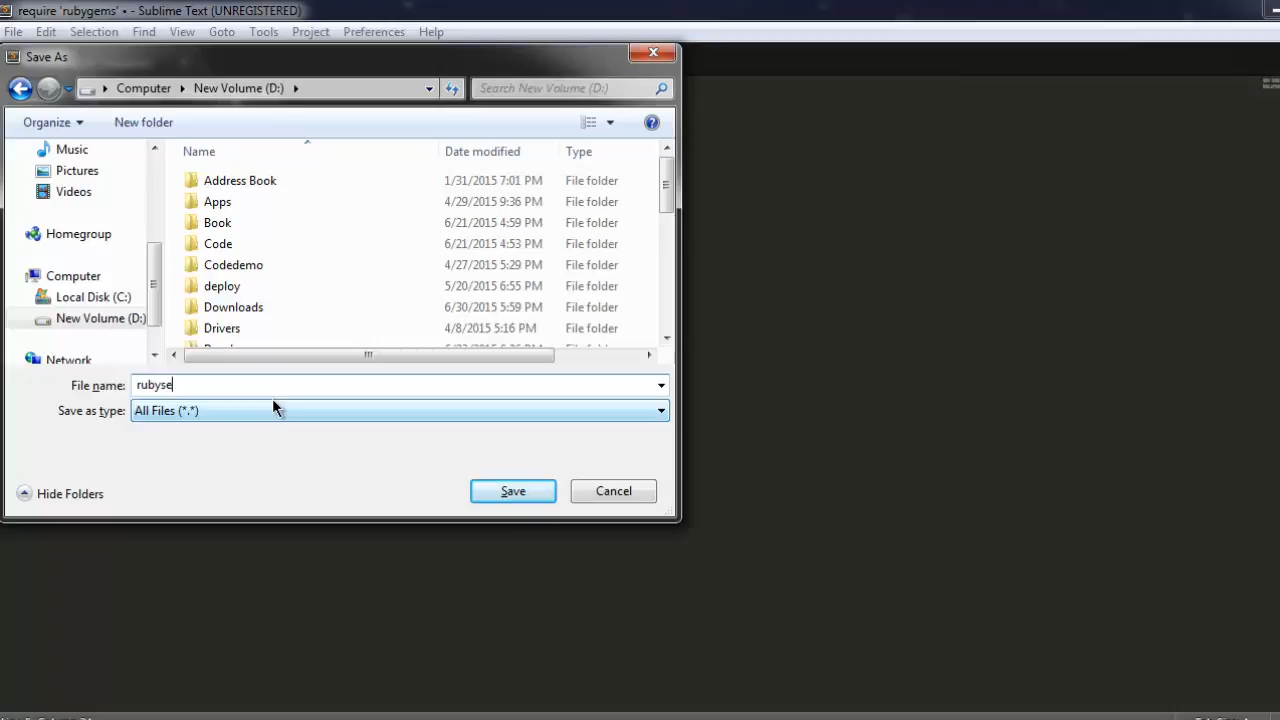 require 'rubygems' • - Sublime Text (UNREGISTERED)
File Edit Selection Find View Goto Tools Project Preferences Help
Save As
Computer New Volume (D:)
Search New Volume (D:)
Organize New folder
Music
Pictures
Videos
Homegroup
Computer
Local Disk (C:)
New Volume (D:)
Network
Name Date modified Type
Address Book 1/31/2015 7:01 PM File folder
Apps 4/29/2015 9:36 PM File folder
Book 6/21/2015 4:59 PM File folder
Code 6/21/2015 4:53 PM File folder
Codedemo 4/27/2015 5:29 PM File folder
deploy 5/20/2015 6:55 PM File folder
Downloads 6/30/2015 5:59 PM File folder
Drivers 4/8/2015 5:16 PM File folder
File name: rubyse
Save as type: All Files (*.*)
Hide Folders
Save Cancel